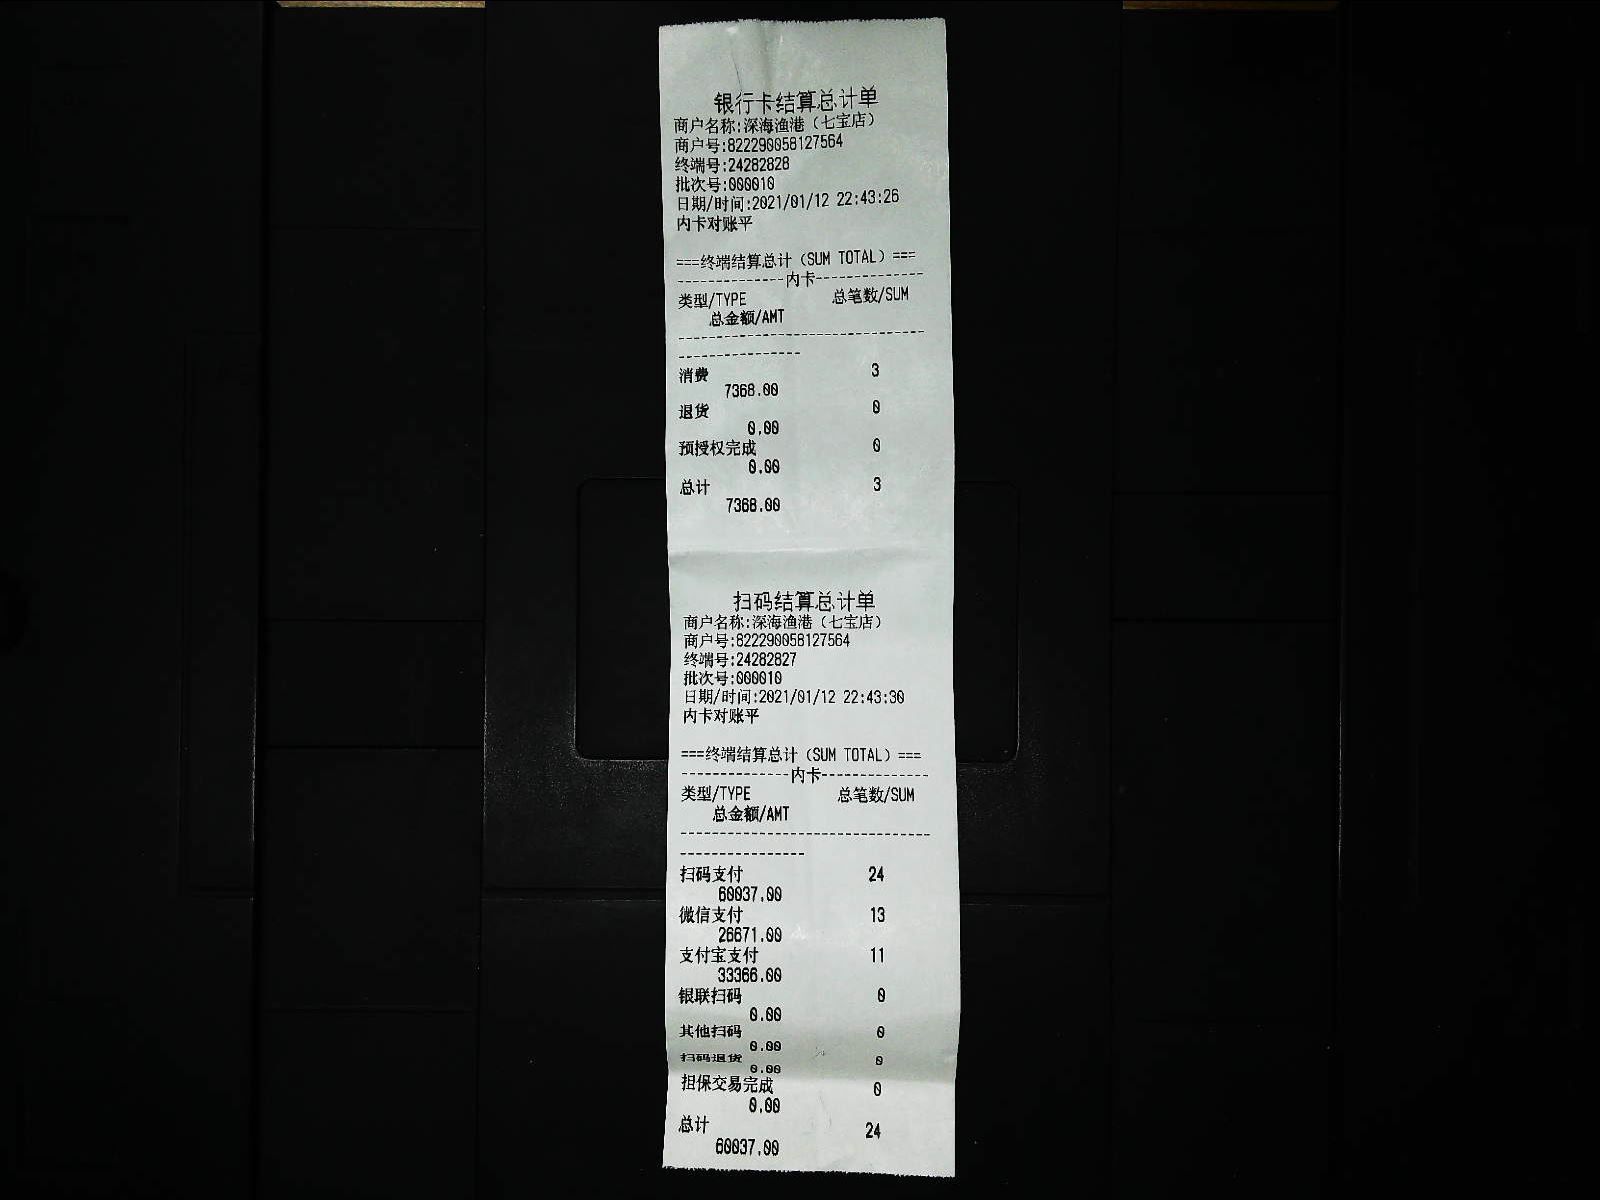 银行卡结算总计单
商户名称:深海渔港（七宝店）
商户号:822290058127564
终端号:24282828
批次号:000010
日期/时间:2021/01/12 22:43:26
内卡对账平
===终端结算总计（SUM TOTAL）===
--------------内卡--------------
类型/TYPE 总笔数/SUM
总金额/AMT
--------------------------------
----------------
消费 3
7368.00
退货 0
0.00
预授权完成 0
0.00
总计 3
7368.00
扫码结算总计单
商户名称:深海渔港（七宝店）
商户号:822290058127564
终端号:24282827
批次号:000010
日期/时间:2021/01/12 22:43:30
内卡对账平
===终端结算总计（SUM TOTAL）===
--------------内卡--------------
类型/TYPE 总笔数/SUM
总金额/AMT
--------------------------------
----------------
扫码支付 24
60037.00
微信支付 13
26671.00
支付宝支付 11
33366.00
银联扫码 0
0.00
其他扫码 0
0.00
扫码退货 0
0.00
担保交易完成 0
0.00
总计 24
60037.00